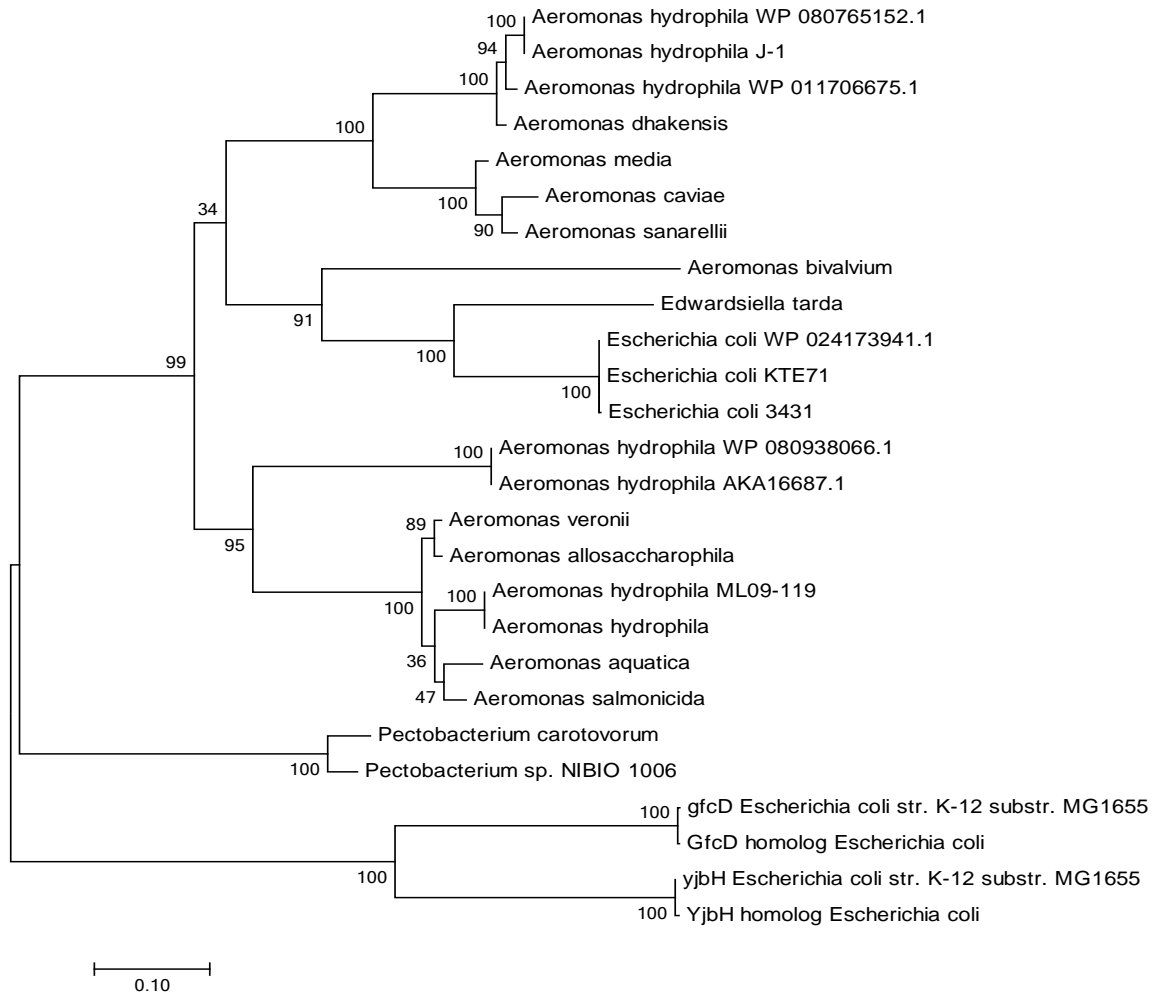 100
Aeromonas hydrophila WP 080765152.1
94
Aeromonas hydrophila J-1
100
Aeromonas hydrophila WP 011706675.1
100
Aeromonas dhakensis
Aeromonas media
100
Aeromonas caviae
34
90
Aeromonas sanarellii
Aeromonas bivalvium
91
Edwardsiella tarda
100
Escherichia coli WP 024173941.1
99
Escherichia coli KTE71
100
Escherichia coli 3431
100
Aeromonas hydrophila WP 080938066.1
Aeromonas hydrophila AKA16687.1
89
Aeromonas veronii
95
Aeromonas allosaccharophila
100
100
Aeromonas hydrophila ML09-119
Aeromonas hydrophila
36
Aeromonas aquatica
47
Aeromonas salmonicida
Pectobacterium carotovorum
100
Pectobacterium sp. NIBIO 1006
100
gfcD Escherichia coli str. K-12 substr. MG1655
GfcD homolog Escherichia coli
100
yjbH Escherichia coli str. K-12 substr. MG1655
100
YjbH homolog Escherichia coli
0.10